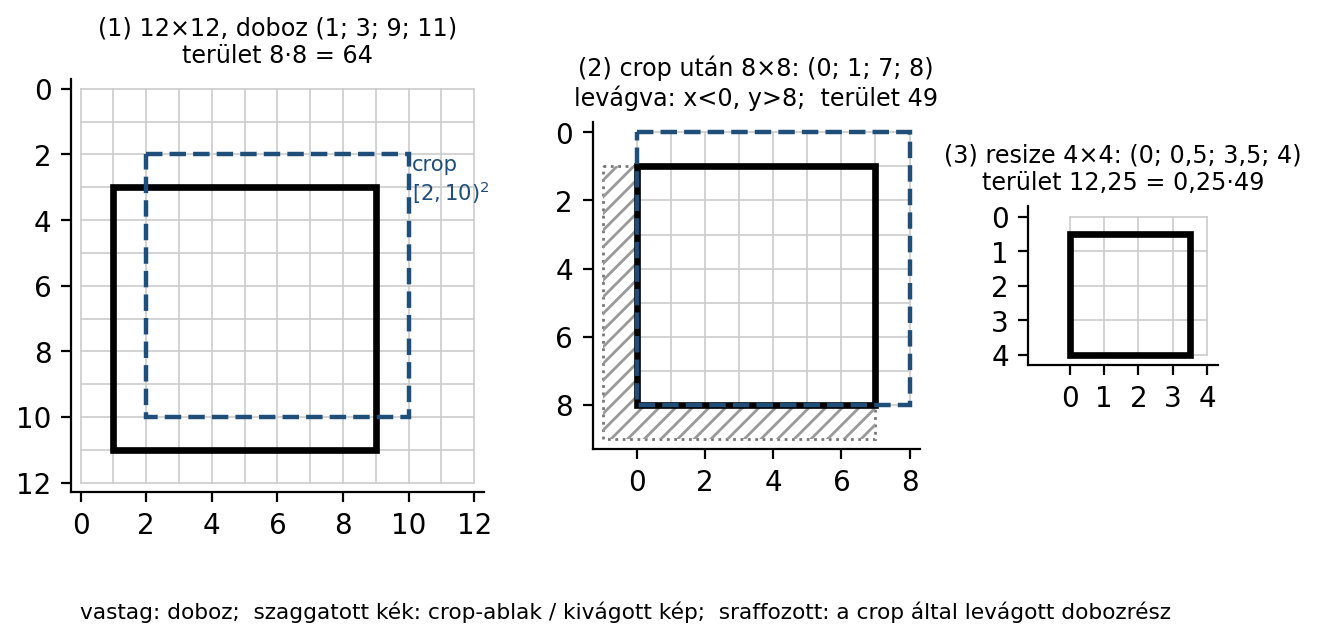 (1) 12×12, doboz (1; 3; 9; 11)
terület 8·8 = 64
0
2
4
6
8
10
12
0 2 4 6 8 10 12
crop
[2, 10)²
(2) crop után 8×8: (0; 1; 7; 8)
levágva: x<0, y>8; terület 49
0
2
4
6
8
0 2 4 6 8
(3) resize 4×4: (0; 0,5; 3,5; 4)
terület 12,25 = 0,25·49
0
1
2
3
4
0 1 2 3 4
vastag: doboz; szaggatott kék: crop-ablak / kivágott kép; sraffozott: a crop által levágott dobozrész